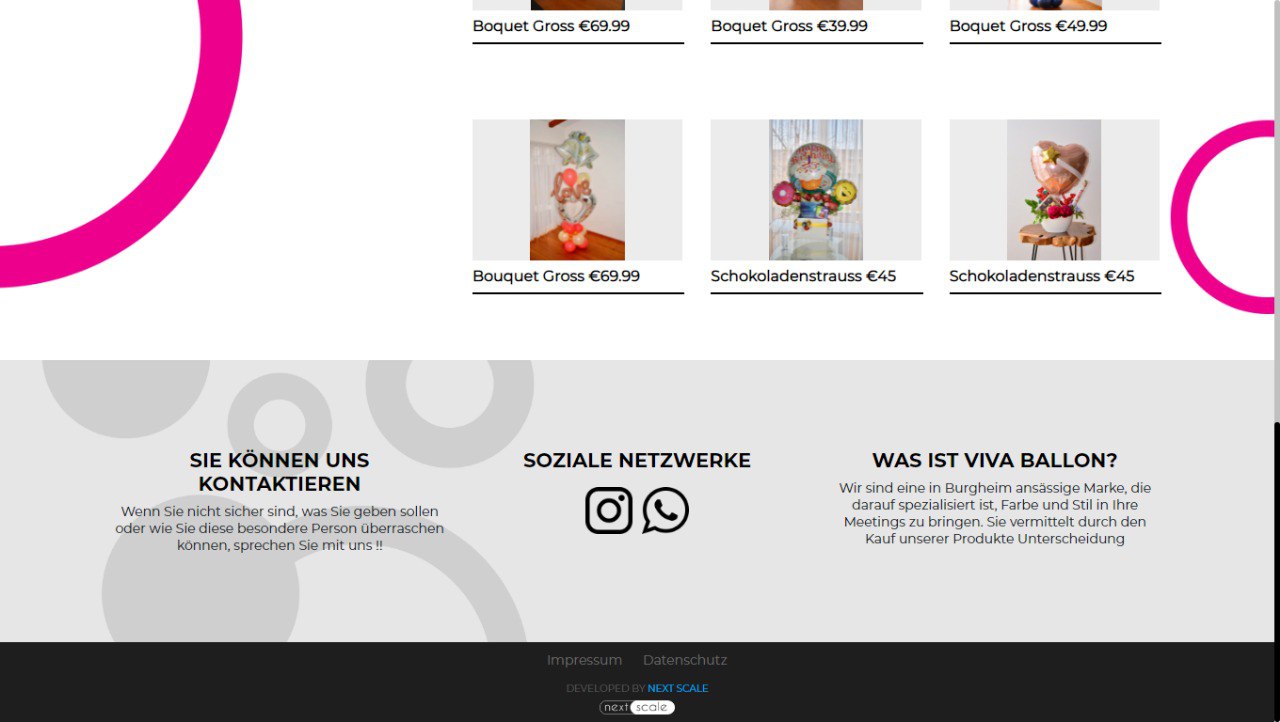 Boquet Gross €69.99
Boquet Gross €39.99
Boquet Gross €49.99
Bouquet Gross €69.99
Schokoladenstrauss €45
Schokoladenstrauss €45
SIE KÖNNEN UNS
KONTAKTIEREN
Wenn Sie nicht sicher sind, was Sie geben sollen
oder wie Sie diese besondere Person überraschen
können, sprechen Sie mit uns !!
SOZIALE NETZWERKE
WAS IST VIVA BALLON?
Wir sind eine in Burgheim ansässige Marke, die
darauf spezialisiert ist, Farbe und Stil in Ihre
Meetings zu bringen. Sie vermittelt durch den
Kauf unserer Produkte Unterscheidung
Impressum Datenschutz
DEVELOPED BY NEXT SCALE
next scale